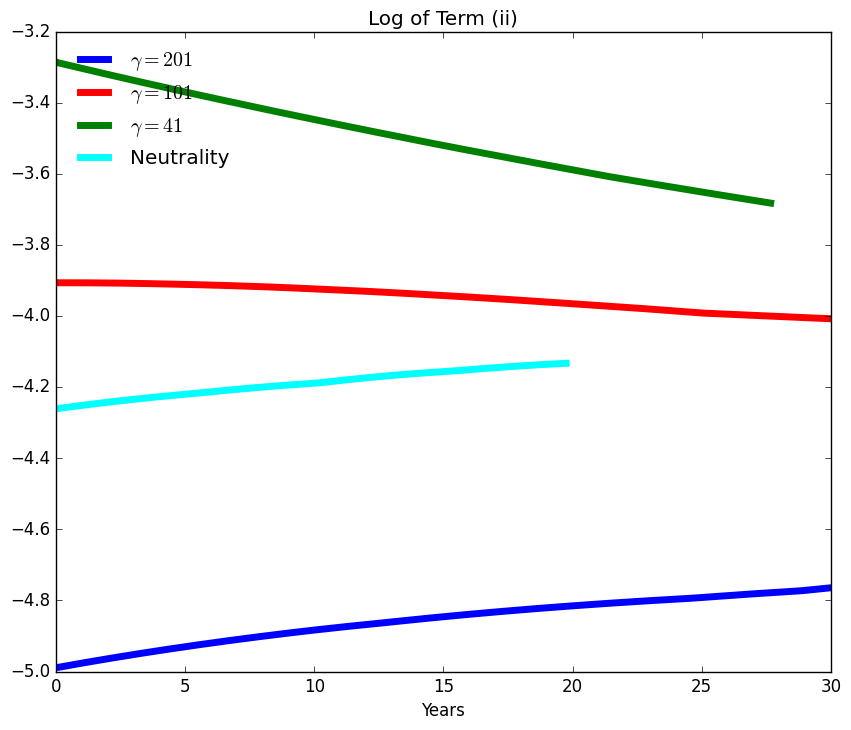 Log of Term (ii)
−3.2
−3.4
−3.6
−3.8
−4.0
−4.2
−4.4
−4.6
−4.8
−5.0
γ = 201
γ = 101
γ = 41
Neutrality
0 5 10 15 20 25 30
Years